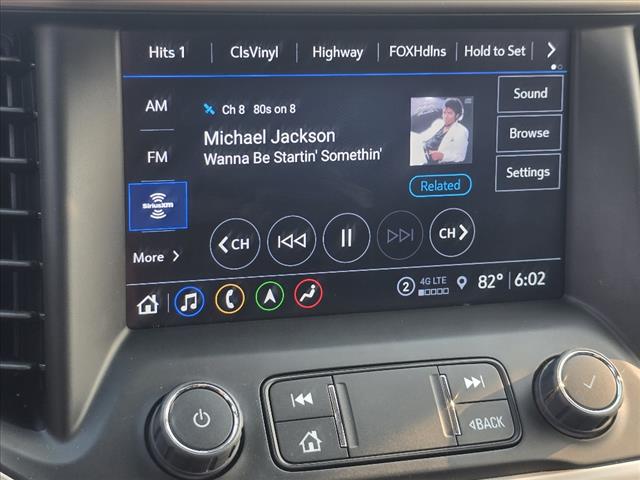 Hits 1 ClsVinyl Highway FOXHdlns Hold to Set
AM
Ch 8 80s on 8
Sound
Michael Jackson
Browse
FM
Wanna Be Startin' Somethin'
Settings
Related
SiriusXM
CH CH
More
2 4G LTE 82° 6:02
BACK